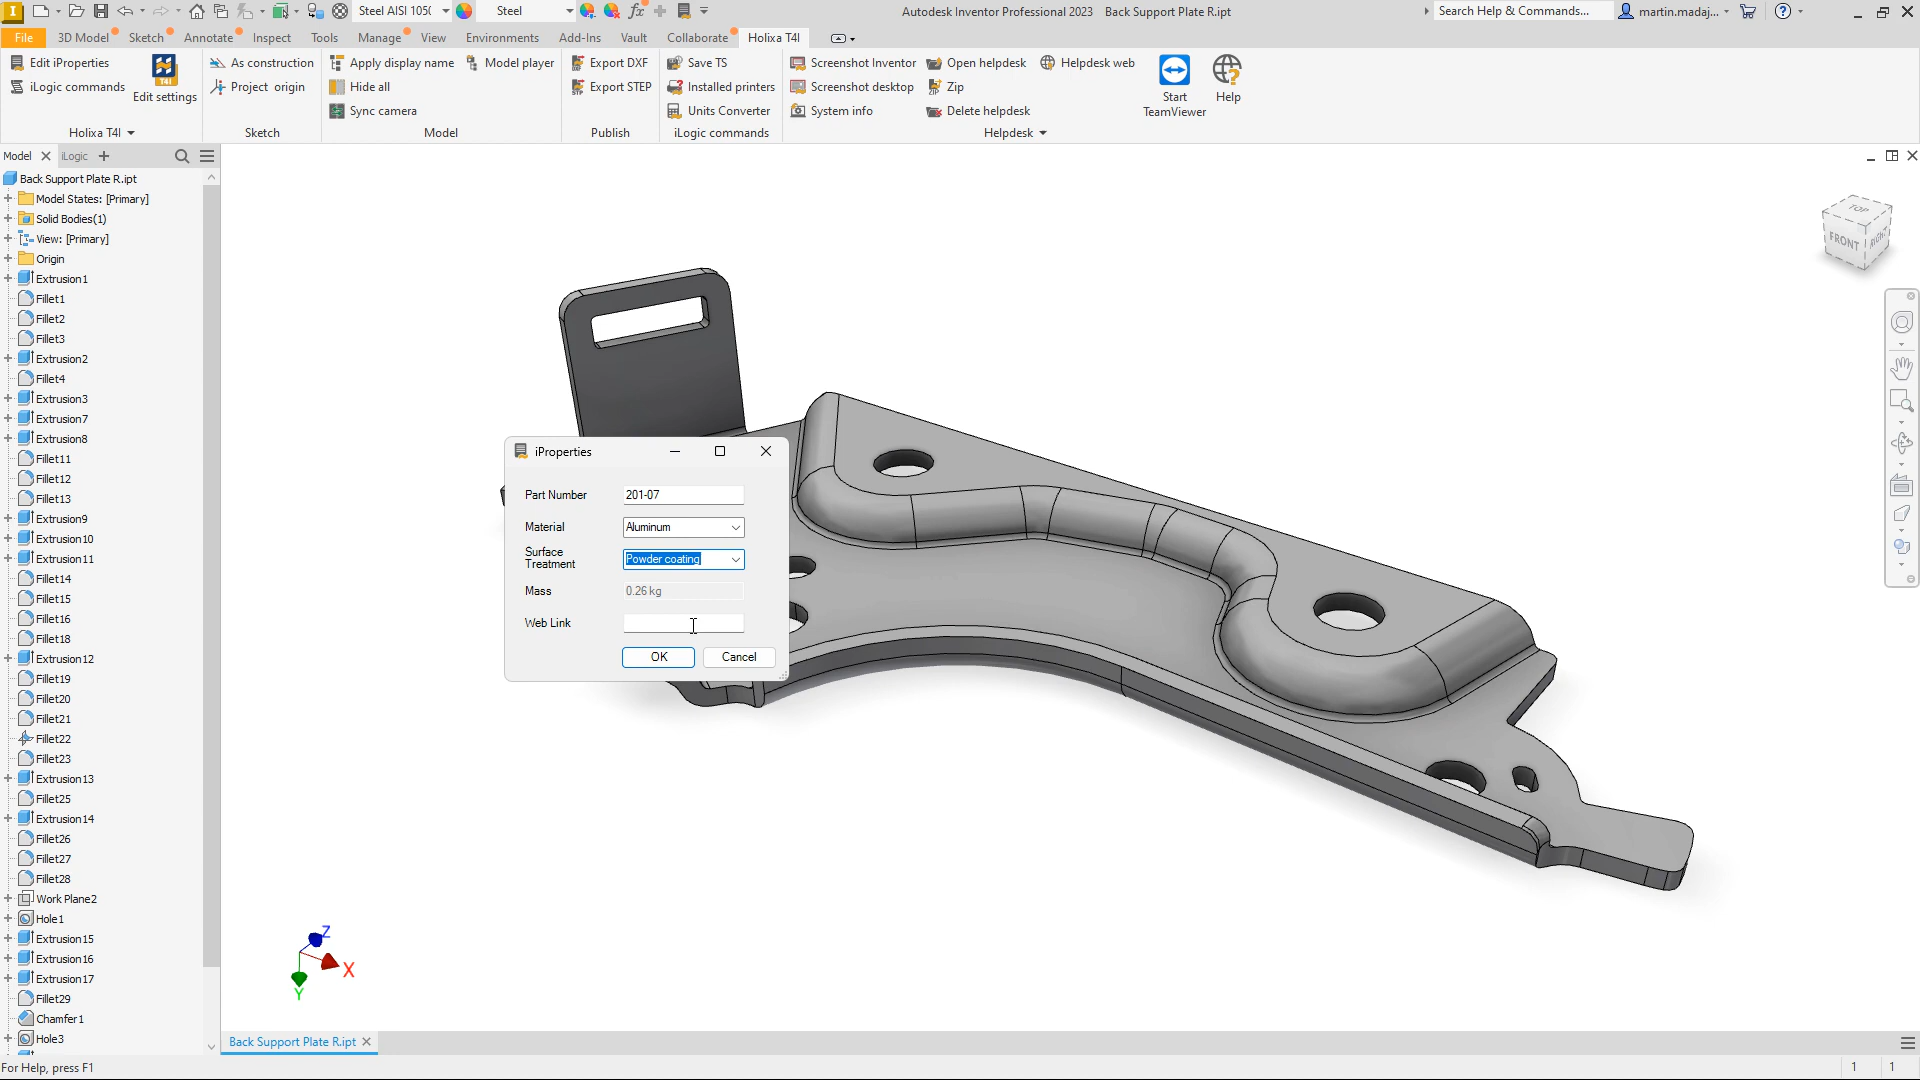 Steel AISI 105(
Steel
Autodesk Inventor Professional 2023 Back Support Plate R.ipt
Search Help & Commands...
martin.madaj...
File
3D Model
Sketch
Annotate
Inspect
Tools
Manage
View
Environments
Add-Ins
Vault
Collaborate
Holixa T4I
Edit iProperties
iLogic commands
T4I
Edit settings
Holixa T4I
As construction
Project origin
Sketch
Apply display name
Hide all
Sync camera
Model player
Model
Export DXF
Export STEP
Publish
Save TS
Installed printers
Units Converter
iLogic commands
Screenshot Inventor
Screenshot desktop
System info
Open helpdesk
Zip
Delete helpdesk
Helpdesk web
Start
TeamViewer
Help
Helpdesk
Model
iLogic
Back Support Plate R.ipt
Model States: [Primary]
Solid Bodies(1)
View: [Primary]
Origin
Extrusion1
Fillet1
Fillet2
Fillet3
Extrusion2
Fillet4
Extrusion3
Extrusion7
Extrusion8
Fillet11
Fillet12
Fillet13
Extrusion9
Extrusion10
Extrusion11
Fillet14
Fillet15
Fillet16
Fillet18
Extrusion12
Fillet19
Fillet20
Fillet21
Fillet22
Fillet23
Extrusion13
Fillet25
Extrusion14
Fillet26
Fillet27
Fillet28
Work Plane2
Hole1
Extrusion15
Extrusion16
Extrusion17
Fillet29
Chamfer1
Hole3
TOP
FRONT
RIGHT
iProperties
Part Number
201-07
Material
Aluminum
Surface
Treatment
Powder coating
Mass
0.26 kg
Web Link
OK
Cancel
Z
X
Y
Back Support Plate R.ipt
For Help, press F1
1
1